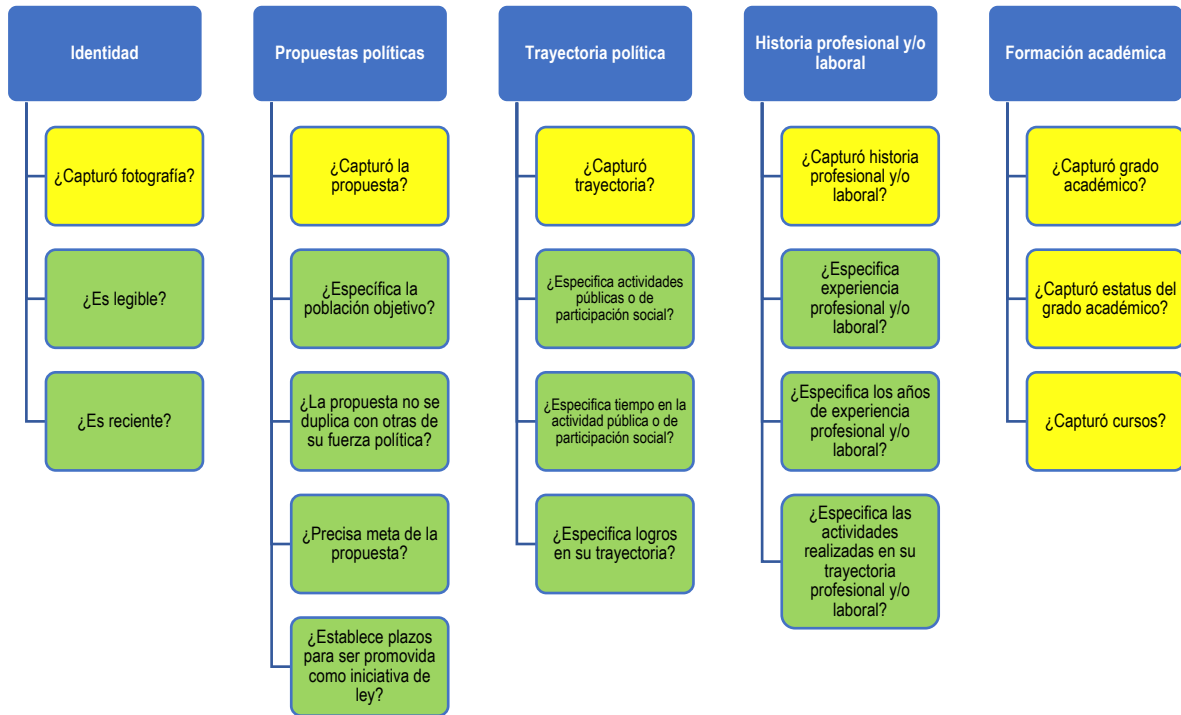 Identidad
¿Capturó fotografía?
¿Es legible?
¿Es reciente?
Propuestas políticas
¿Capturó la
propuesta?
¿Específica la
población objetivo?
¿La propuesta no se
duplica con otras de
su fuerza política?
¿Precisa meta de la
propuesta?
¿Establece plazos
para ser promovida
como iniciativa de
ley?
Trayectoria política
¿Capturó
trayectoria?
¿Especifica actividades
públicas o de
participación social?
¿Especifica tiempo en la
actividad pública o de
participación social?
¿Especifica logros
en su trayectoria?
Historia profesional y/o
laboral
¿Capturó historia
profesional y/o
laboral?
¿Especifica
experiencia
profesional y/o
laboral?
¿Especifica los años
de experiencia
profesional y/o
laboral?
¿Especifica las
actividades
realizadas en su
trayectoria
profesional y/o
laboral?
Formación académica
¿Capturó grado
académico?
¿Capturó estatus del
grado académico?
¿Capturó cursos?